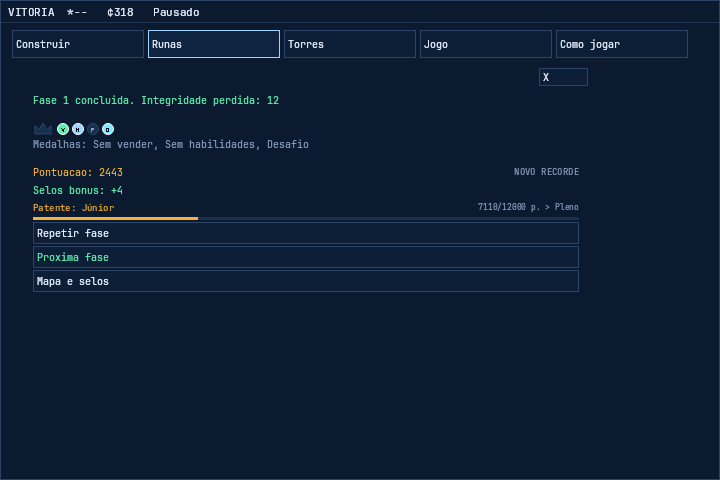 VITORIA *-- ¢318 Pausado
Construir Runas Torres Jogo Como jogar
X
Fase 1 concluida. Integridade perdida: 12
Medalhas: Sem vender, Sem habilidades, Desafio
Pontuacao: 2443 NOVO RECORDE
Selos bonus: +4
Patente: Júnior 7110/12000 p. > Pleno
Repetir fase
Proxima fase
Mapa e selos